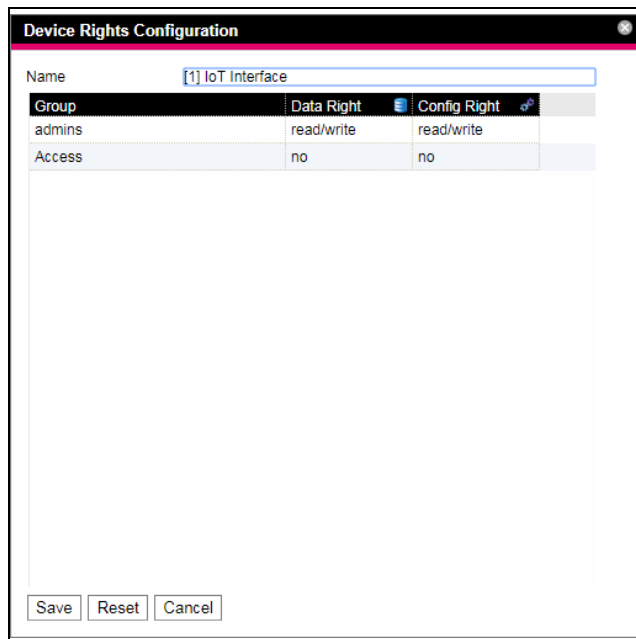 Device Rights Configuration
Name [1] IoT Interface
Group Data Right Config Right
admins read/write read/write
Access no no
Save Reset Cancel